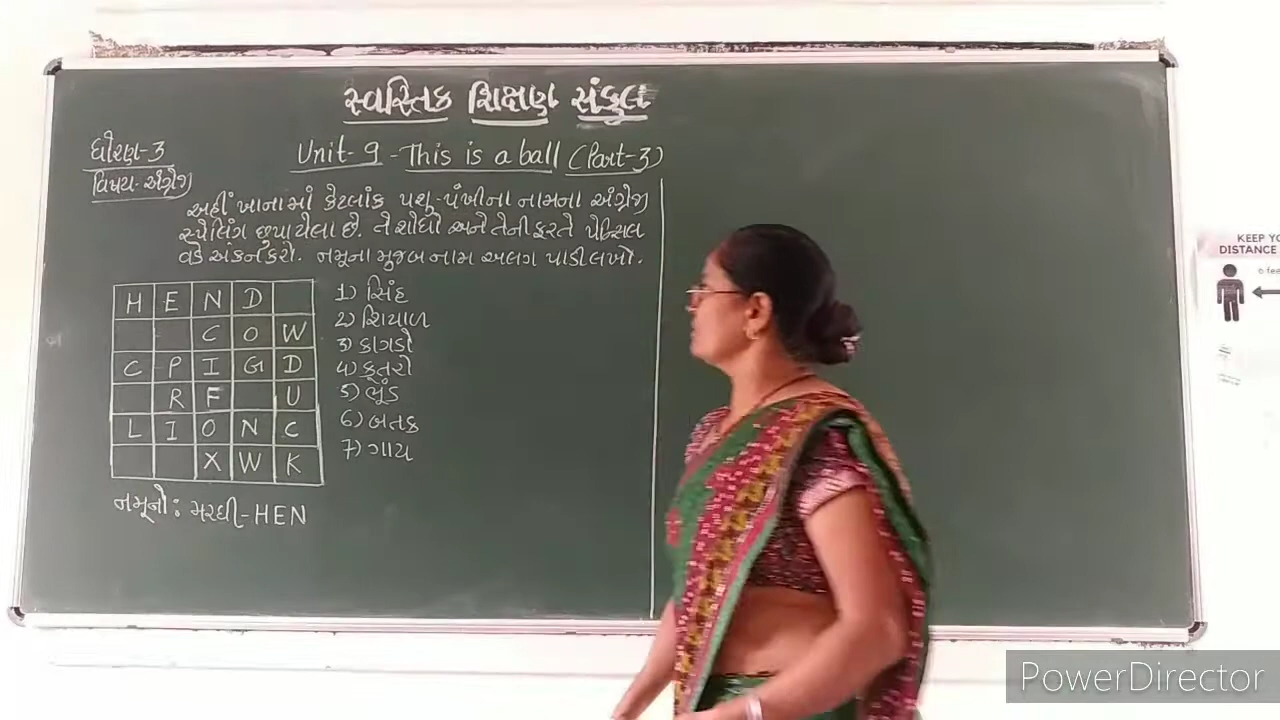 સ્વસ્તિક શિક્ષણ સંકુલ
ધોરણ-3
Unit-9 - This is a ball (Part-3)
વિષય-અંગ્રેજી
અહીં ખાનામાં કેટલાંક પશુ-પંખીના નામના અંગ્રેજી
સ્પેલિંગ છુપાયેલા છે. તે શોધો અને તેની ફરતે પેન્સિલ
વડે અંકન કરો. નમૂના મુજબ નામ અલગ પાડી લખો.
H E N D
C O W
C P I G D
R F U
L I O N C
X W K
1) સિંહ
2) શિયાળ
3) કાગડો
4) કૂતરો
5) ભૂંડ
6) બતક
7) ગાય
નમૂનો: મરઘી-HEN
KEEP YO
DISTANCE
6 fee
PowerDirector